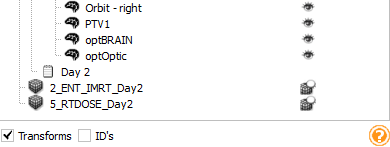 Orbit - right
PTV1
optBRAIN
optOptic
Day 2
2_ENT_IMRT_Day2
5_RTDOSE_Day2
Transforms ID's
?